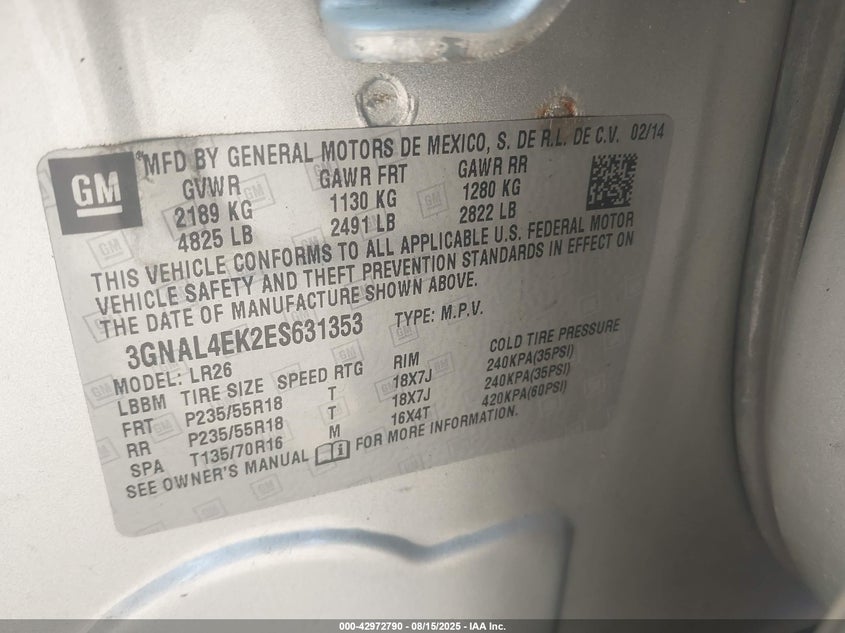 GM
MFD BY GENERAL MOTORS DE MEXICO, S. DE R.L. DE C.V. 02/14
GVWR GAWR FRT GAWR RR
2189 KG 1130 KG 1280 KG
4825 LB 2491 LB 2822 LB
THIS VEHICLE CONFORMS TO ALL APPLICABLE U.S. FEDERAL MOTOR
VEHICLE SAFETY AND THEFT PREVENTION STANDARDS IN EFFECT ON
THE DATE OF MANUFACTURE SHOWN ABOVE.
3GNAL4EK2ES631353 TYPE: M.P.V.
MODEL: LR26
LBBM TIRE SIZE SPEED RTG RIM COLD TIRE PRESSURE
FRT P235/55R18 T 18X7J 240KPA(35PSI)
RR P235/55R18 T 18X7J 240KPA(35PSI)
SPA T135/70R16 M 16X4T 420KPA(60PSI)
SEE OWNER'S MANUAL FOR MORE INFORMATION.
000-42972790 - 08/15/2025 - IAA Inc.